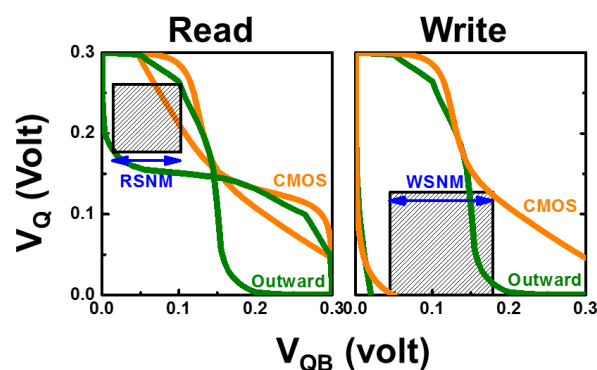 Read Write
0.3
0.2
0.1
0.0
V_Q (Volt)
RSNM
CMOS
Outward
WSNM
CMOS
Outward
0.0 0.1 0.2 0.3 0.0 0.1 0.2 0.3
V_QB (volt)